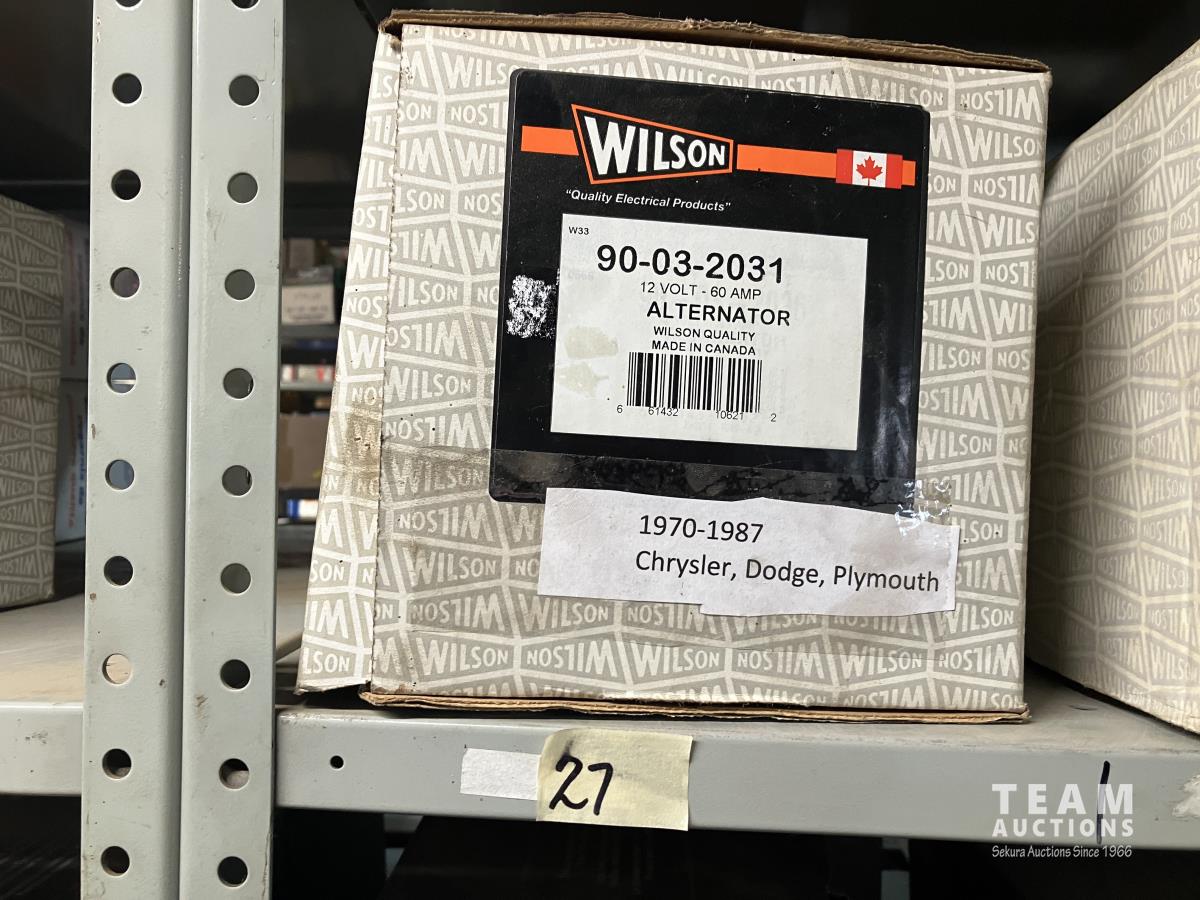 WILSON
"Quality Electrical Products"
W33
90-03-2031
12 VOLT - 60 AMP
ALTERNATOR
WILSON QUALITY
MADE IN CANADA
6 61432 10621 2
1970-1987
Chrysler, Dodge, Plymouth
27
TEAM
AUCTIONS
Sekura Auctions Since 1966